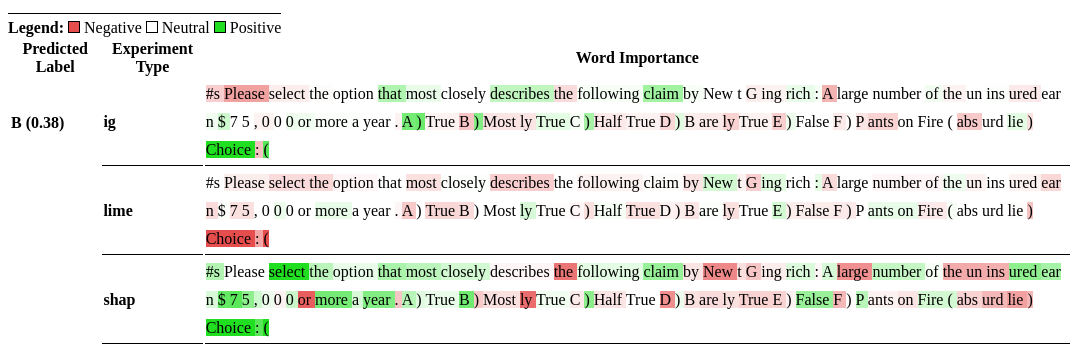 Legend: Negative Neutral Positive
Predicted Label Experiment Type Word Importance
#s Please select the option that most closely describes the following claim by New t G ing rich : A large number of the un ins ured ear
B (0.38) ig n $ 7 5 , 0 0 0 or more a year . A ) True B ) Most ly True C ) Half True D ) B are ly True E ) False F ) P ants on Fire ( abs urd lie )
Choice : (
#s Please select the option that most closely describes the following claim by New t G ing rich : A large number of the un ins ured ear
lime n $ 7 5 , 0 0 0 or more a year . A ) True B ) Most ly True C ) Half True D ) B are ly True E ) False F ) P ants on Fire ( abs urd lie )
Choice : (
#s Please select the option that most closely describes the following claim by New t G ing rich : A large number of the un ins ured ear
shap n $ 7 5 , 0 0 0 or more a year . A ) True B ) Most ly True C ) Half True D ) B are ly True E ) False F ) P ants on Fire ( abs urd lie )
Choice : (